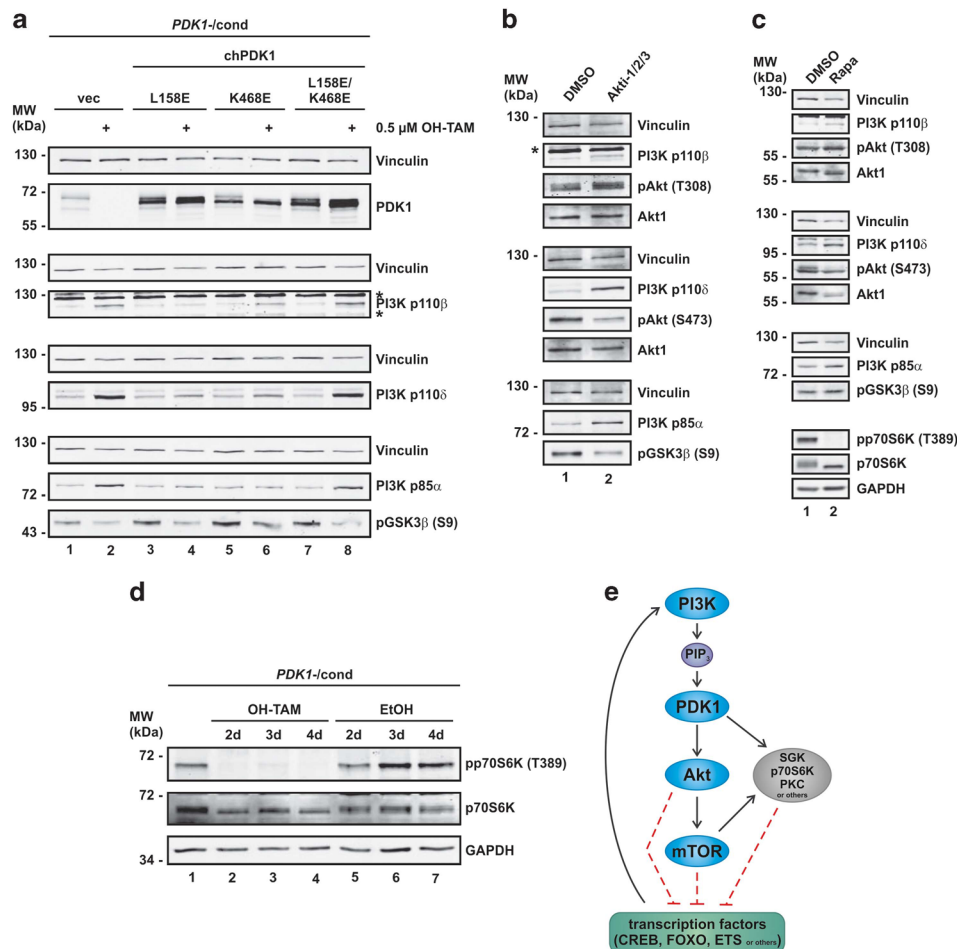 a
PDK1-/cond
chPDK1
vec L158E K468E L158E/
K468E
MW
(kDa)
+ + + + 0.5 µM OH-TAM
130 - Vinculin
72 - PDK1
55 -
130 - Vinculin
130 - *
PI3K p110β
*
130 - Vinculin
PI3K p110δ
95 -
130 - Vinculin
72 - PI3K p85α
pGSK3β (S9)
43 -
1 2 3 4 5 6 7 8
b
MW
(kDa)
DMSO
Akti-1/2/3
130 - Vinculin
* PI3K p110β
pAkt (T308)
Akt1
130 - Vinculin
PI3K p110δ
pAkt (S473)
Akt1
130 - Vinculin
PI3K p85α
72 -
pGSK3β (S9)
1 2
c
MW
(kDa)
DMSO
Rapa
130- Vinculin
PI3K p110β
pAkt (T308)
55 -
Akt1
55 -
130 - Vinculin
PI3K p110δ
95 -
pAkt (S473)
55 -
Akt1
55 -
130 - Vinculin
PI3K p85α
72 -
pGSK3β (S9)
pp70S6K (T389)
p70S6K
GAPDH
1 2
d
PDK1-/cond
OH-TAM EtOH
MW
(kDa)
2d 3d 4d 2d 3d 4d
72 - pp70S6K (T389)
72 - p70S6K
55 -
GAPDH
34 -
1 2 3 4 5 6 7
e
PI3K
PIP3
PDK1
Akt
SGK
p70S6K
PKC
or others
mTOR
transcription factors
(CREB, FOXO, ETS or others)